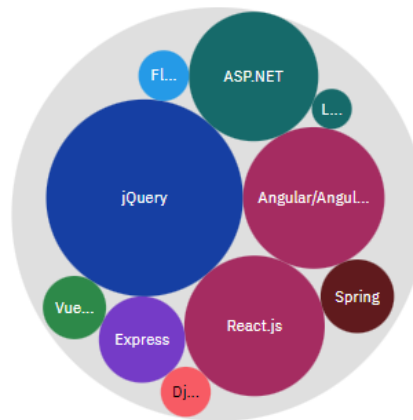 Fl...
ASP.NET
L...
jQuery
Angular/Angul...
Vue...
Express
React.js
Spring
Dj...